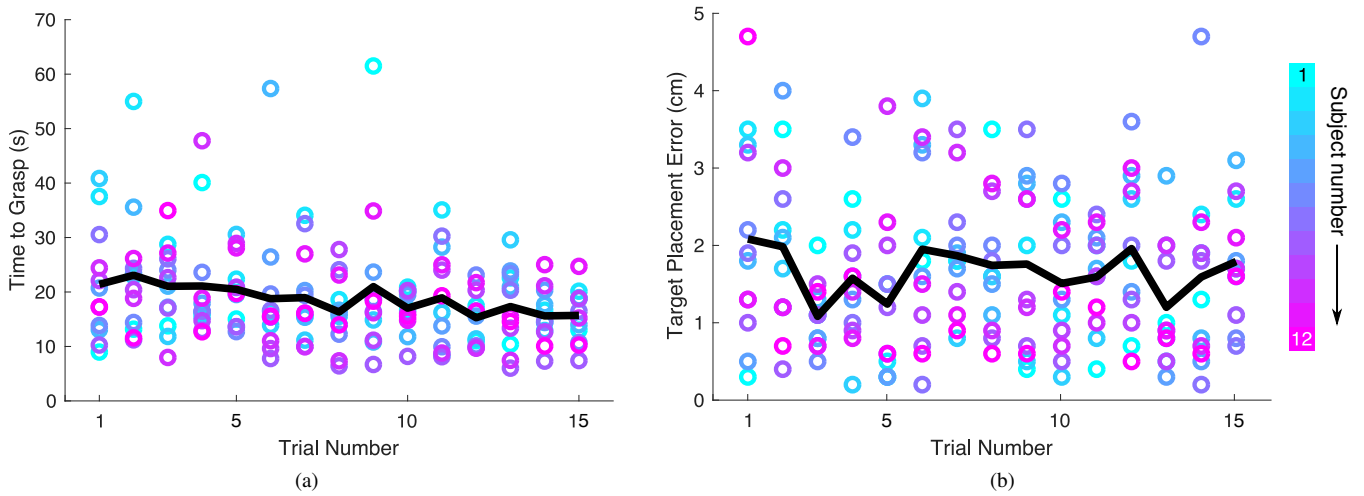 70
60
50
40
30
20
10
0
Time to Grasp (s)
1 5 10 15
Trial Number
(a)
5
4
3
2
1
0
Target Placement Error (cm)
1 5 10 15
Trial Number
(b)
1
12
Subject number